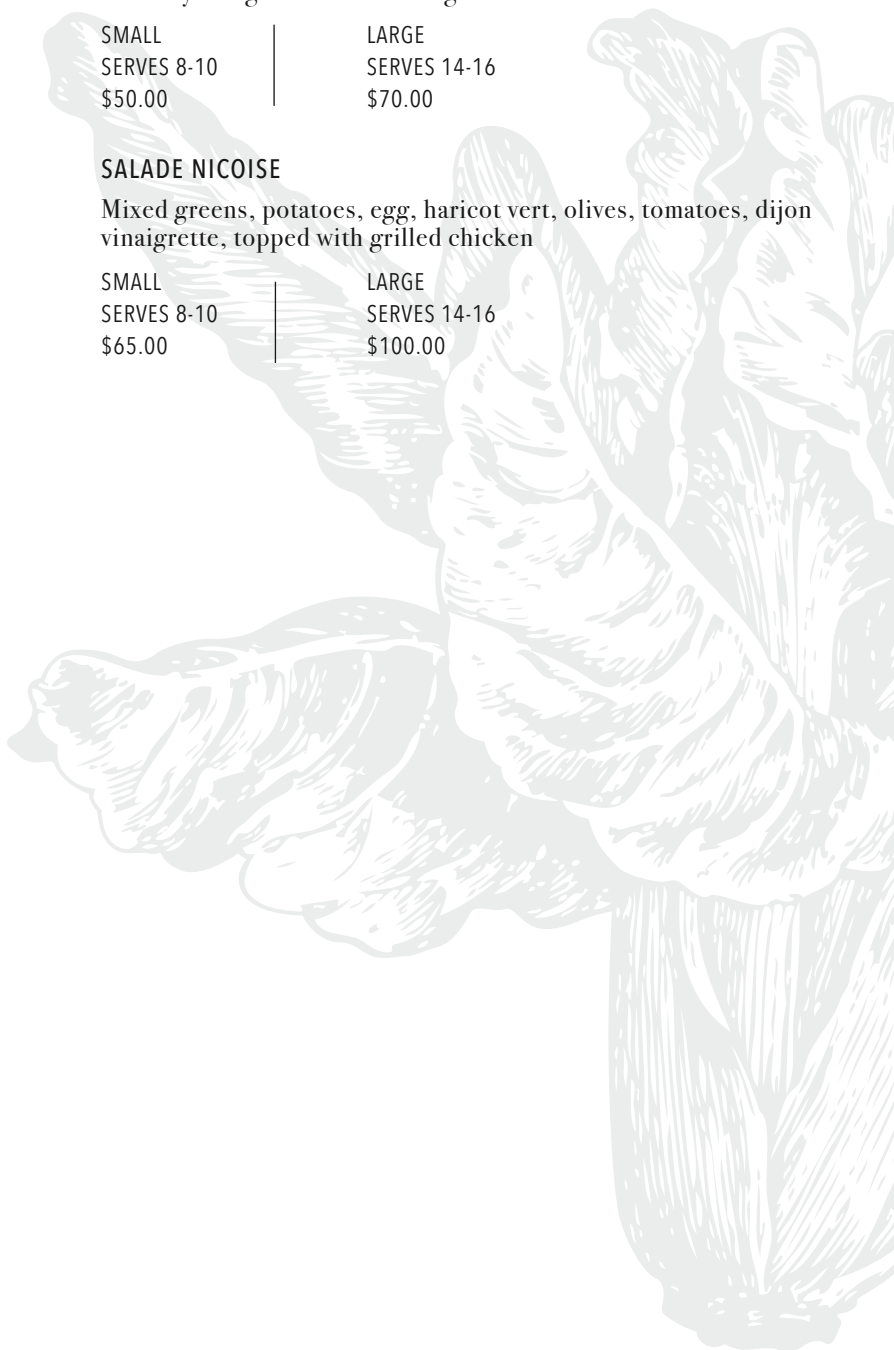 SMALL
LARGE
SERVES 8-10
SERVES 14-16
$50.00
$70.00
SALADE NICOISE
Mixed greens, potatoes, egg, haricot vert, olives, tomatoes, dijon
vinaigrette, topped with grilled chicken
SMALL
LARGE
SERVES 8-10
SERVES 14-16
$65.00
$100.00